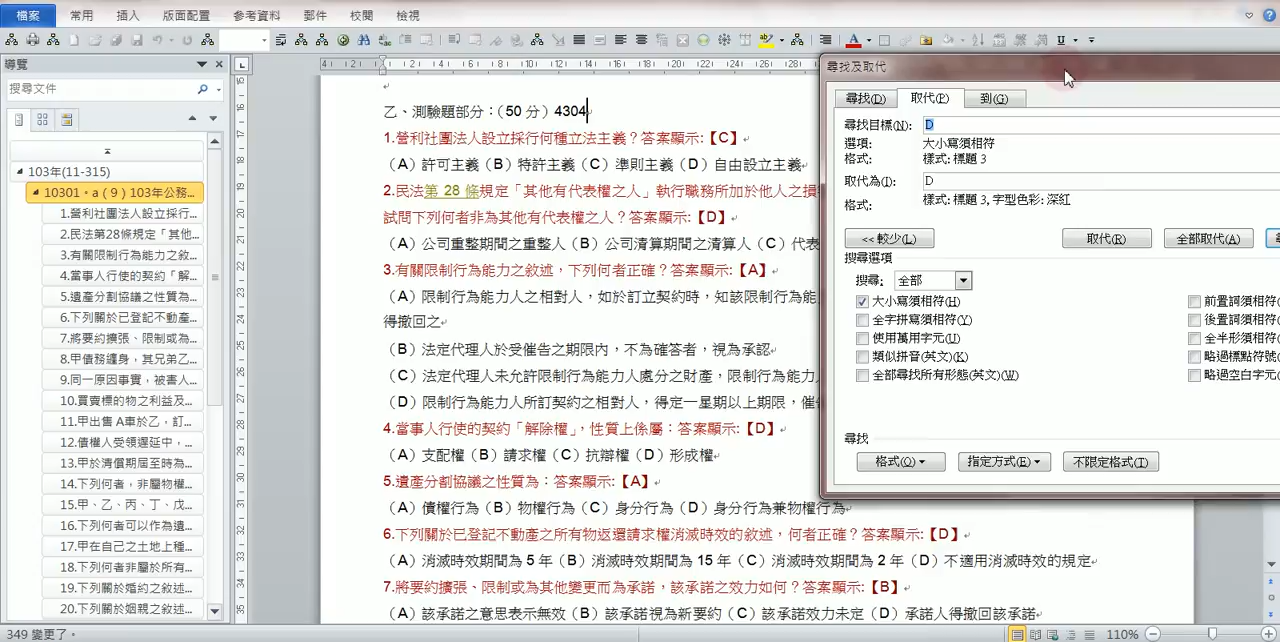 檔案 常用 插入 版面配置 參考資料 郵件 校閱 檢視
導覽
搜尋文件
103年(11-315)
10301。a（9）103年公務...
1.營利社團法人設立採行...
2.民法第28條規定「其他...
3.有關限制行為能力之敘...
4.當事人行使的契約「解...
5.遺產分割協議之性質為...
6.下列關於已登記不動產...
7.將要約擴張、限制或為...
8.甲債務纏身，其兄弟乙...
9.同一原因事實，被害人...
10.買賣標的物之利益及...
11.甲出售 A車於乙，訂...
12.債權人受領遲延中，...
13.甲於清償期屆至時為...
14.下列何者，非屬物權...
15.甲、乙、丙、丁、戊...
16.下列何者可以作為遺...
17.甲在自己之土地上種...
18.下列何者非屬於所有...
19.下列關於婚約之敘述...
20.下列關於姻親之敘述...
乙、測驗題部分：（50 分）4304
1.營利社團法人設立採行何種立法主義？答案顯示:【C】
（A）許可主義（B）特許主義（C）準則主義（D）自由設立主義
2.民法第 28 條規定「其他有代表權之人」執行職務所加於他人之損
試問下列何者非為其他有代表權之人？答案顯示:【D】
（A）公司重整期間之重整人（B）公司清算期間之清算人（C）代表
3.有關限制行為能力之敘述，下列何者正確？答案顯示:【A】
（A）限制行為能力人之相對人，如於訂立契約時，知該限制行為能
得撤回之
（B）法定代理人於受催告之期限內，不為確答者，視為承認
（C）法定代理人未允許限制行為能力人處分之財產，限制行為能力人
（D）限制行為能力人所訂契約之相對人，得定一星期以上期限，催告
4.當事人行使的契約「解除權」，性質上係屬：答案顯示:【D】
（A）支配權（B）請求權（C）抗辯權（D）形成權
5.遺產分割協議之性質為：答案顯示:【A】
（A）債權行為（B）物權行為（C）身分行為（D）身分行為兼物權行為
6.下列關於已登記不動產之所有物返還請求權消滅時效的敘述，何者正確？答案顯示:【D】
（A）消滅時效期間為 5 年（B）消滅時效期間為 15 年（C）消滅時效期間為 2 年（D）不適用消滅時效的規定
7.將要約擴張、限制或為其他變更而為承諾，該承諾之效力如何？答案顯示:【B】
（A）該承諾之意思表示無效（B）該承諾視為新要約（C）該承諾效力未定（D）承諾人得撤回該承諾
尋找及取代
尋找(D) 取代(P) 到(G)
尋找目標(N): D
選項: 大小寫須相符
格式: 樣式: 標題 3
取代為(I): D
格式: 樣式: 標題 3, 字型色彩: 深紅
<< 較少(L) 取代(R) 全部取代(A)
搜尋選項
搜尋: 全部
大小寫須相符(H) 前置詞須相符(
全字拼寫須相符(Y) 後置詞須相符(
使用萬用字元(U) 全半形須相符(
類似拼音(英文)(K) 略過標點符號(
全部尋找所有形態(英文)(W) 略過空白字元(
尋找
格式(O) 指定方式(E) 不限定格式(T)
349 變更了。 110%